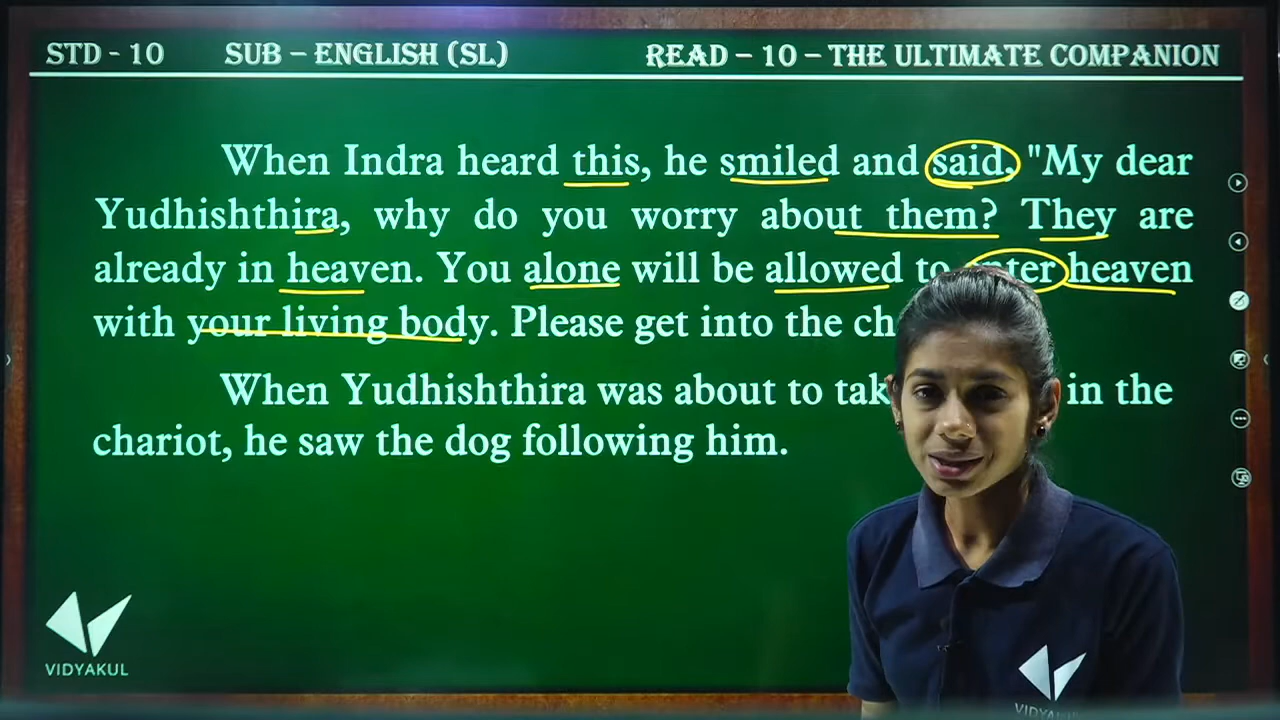 STD - 10 SUB – ENGLISH (SL) READ – 10 – THE ULTIMATE COMPANION
When Indra heard this, he smiled and said, "My dear
Yudhishthira, why do you worry about them? They are
already in heaven. You alone will be allowed to enter heaven
with your living body. Please get into the
When Yudhishthira was about to in the
chariot, he saw the dog following him.
VIDYAKUL
VIDYAKUL